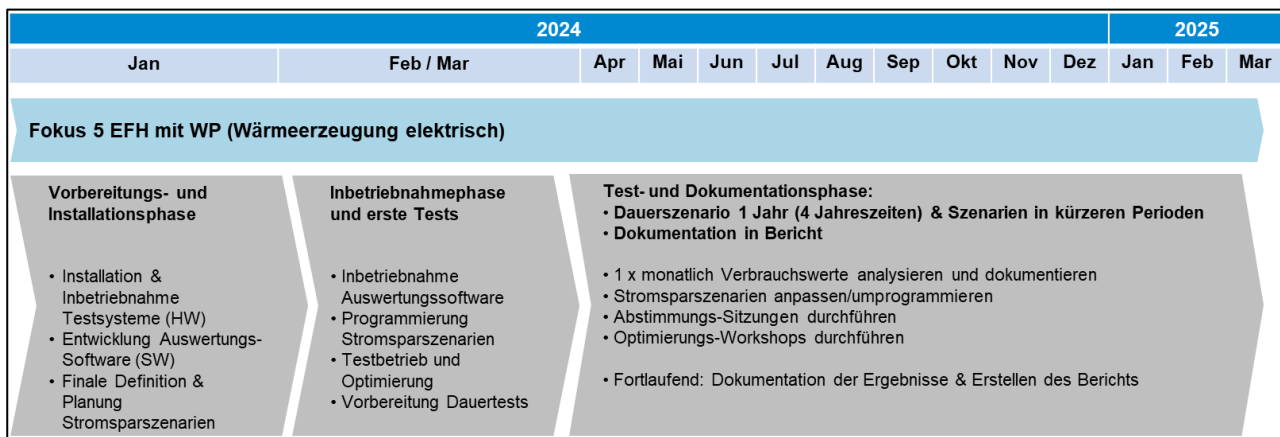 2024 2025
Jan Feb / Mar Apr Mai Jun Jul Aug Sep Okt Nov Dez Jan Feb Mar
Fokus 5 EFH mit WP (Wärmeerzeugung elektrisch)
Vorbereitungs- und
Installationsphase
• Installation &
Inbetriebnahme
Testsysteme (HW)
• Entwicklung Auswertungs-
Software (SW)
• Finale Definition &
Planung
Stromsparszenarien
Inbetriebnahmephase
und erste Tests
• Inbetriebnahme
Auswertungssoftware
• Programmierung
Stromsparszenarien
• Testbetrieb und
Optimierung
• Vorbereitung Dauertests
Test- und Dokumentationsphase:
• Dauerszenario 1 Jahr (4 Jahreszeiten) & Szenarien in kürzeren Perioden
• Dokumentation in Bericht
• 1 x monatlich Verbrauchswerte analysieren und dokumentieren
• Stromsparszenarien anpassen/umprogrammieren
• Abstimmungs-Sitzungen durchführen
• Optimierungs-Workshops durchführen
• Fortlaufend: Dokumentation der Ergebnisse & Erstellen des Berichts